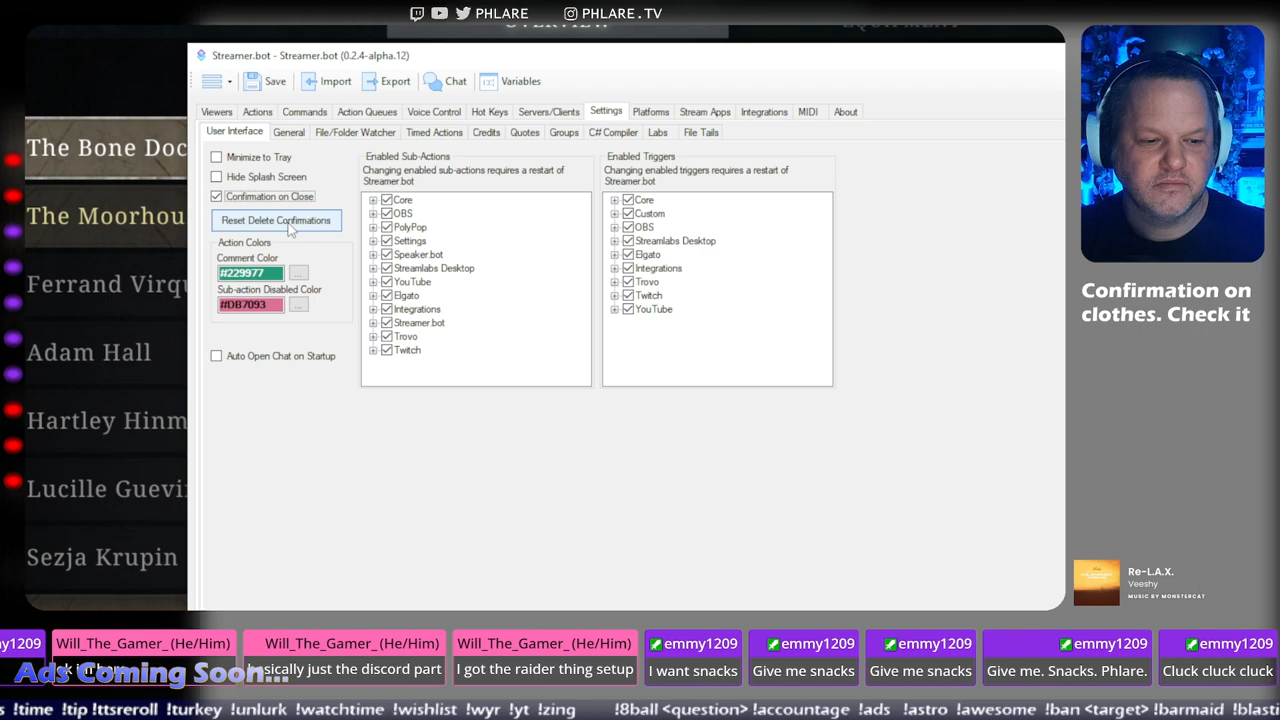 PHLARE PHLARE.TV
OVERVIEW EQUIPMENT
Streamer.bot - Streamer.bot (0.2.4-alpha.12)
Save Import Export Chat Variables
Viewers Actions Commands Action Queues Voice Control Hot Keys Servers/Clients Settings Platforms Stream Apps Integrations MIDI About
User Interface General File/Folder Watcher Timed Actions Credits Quotes Groups C# Compiler Labs File Tails
Minimize to Tray
Hide Splash Screen
Confirmation on Close
Reset Delete Confirmations
Action Colors
Comment Color
#229977 ...
Sub-action Disabled Color
#DB7093 ...
Auto Open Chat on Startup
Enabled Sub-Actions
Changing enabled sub-actions requires a restart of
Streamer.bot
Core
OBS
PolyPop
Settings
Speaker.bot
Streamlabs Desktop
YouTube
Elgato
Integrations
Streamer.bot
Trovo
Twitch
Enabled Triggers
Changing enabled triggers requires a restart of
Streamer.bot
Core
Custom
OBS
Streamlabs Desktop
Elgato
Integrations
Trovo
Twitch
YouTube
The Bone Doc
The Moorhou
Ferrand Virqu
Adam Hall
Hartley Hinm
Lucille Guevi
Sezja Krupin
Confirmation on
clothes. Check it
Re-L.A.X.
Veeshy
MUSIC BY MONSTERCAT
my1209 Will_The_Gamer_ (He/Him) Will_The_Gamer_ (He/Him) Will_The_Gamer_ (He/Him) emmy1209 emmy1209 emmy1209 emmy1209 emmy1209
basically just the discord part I got the raider thing setup I want snacks Give me snacks Give me snacks Give me. Snacks. Phlare. Cluck cluck cluck
Ads Coming Soon...
s !time !tip !ttsreroll !turkey !unlurk !watchtime !wishlist !wyr !yt !zing !8ball <question> !accountage !ads !astro !awesome !ban <target> !barmaid !blasti